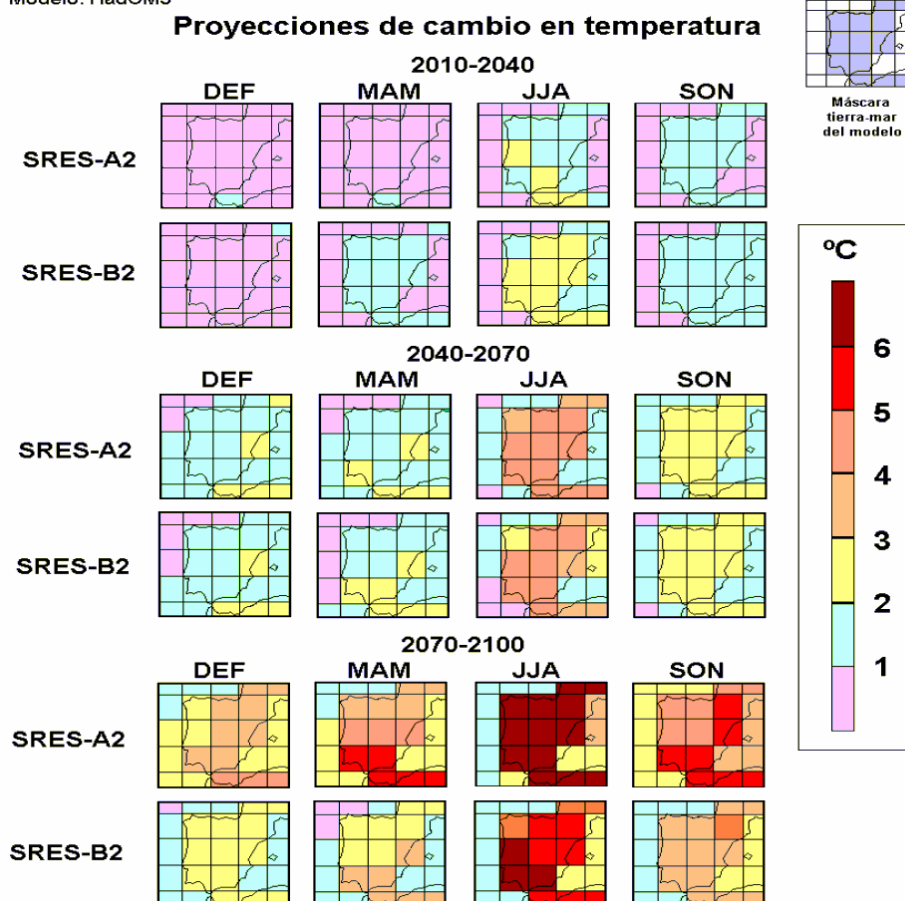 Proyecciones de cambio en temperatura
Máscara
tierra-mar
del modelo
2010-2040
DEF MAM JJA SON
SRES-A2
SRES-B2
2040-2070
DEF MAM JJA SON
SRES-A2
SRES-B2
2070-2100
DEF MAM JJA SON
SRES-A2
SRES-B2
ºC
6
5
4
3
2
1